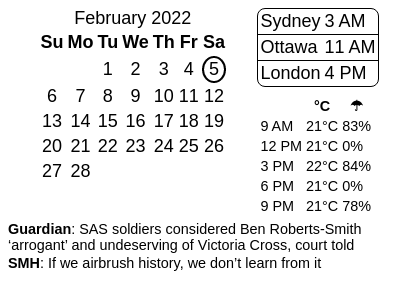 February 2022
Su Mo Tu We Th Fr Sa
1 2 3 4 5
6 7 8 9 10 11 12
13 14 15 16 17 18 19
20 21 22 23 24 25 26
27 28
Sydney 3 AM
Ottawa 11 AM
London 4 PM
°C ☂
9 AM 21°C 83%
12 PM 21°C 0%
3 PM 22°C 84%
6 PM 21°C 0%
9 PM 21°C 78%
Guardian: SAS soldiers considered Ben Roberts-Smith
‘arrogant’ and undeserving of Victoria Cross, court told
SMH: If we airbrush history, we don’t learn from it